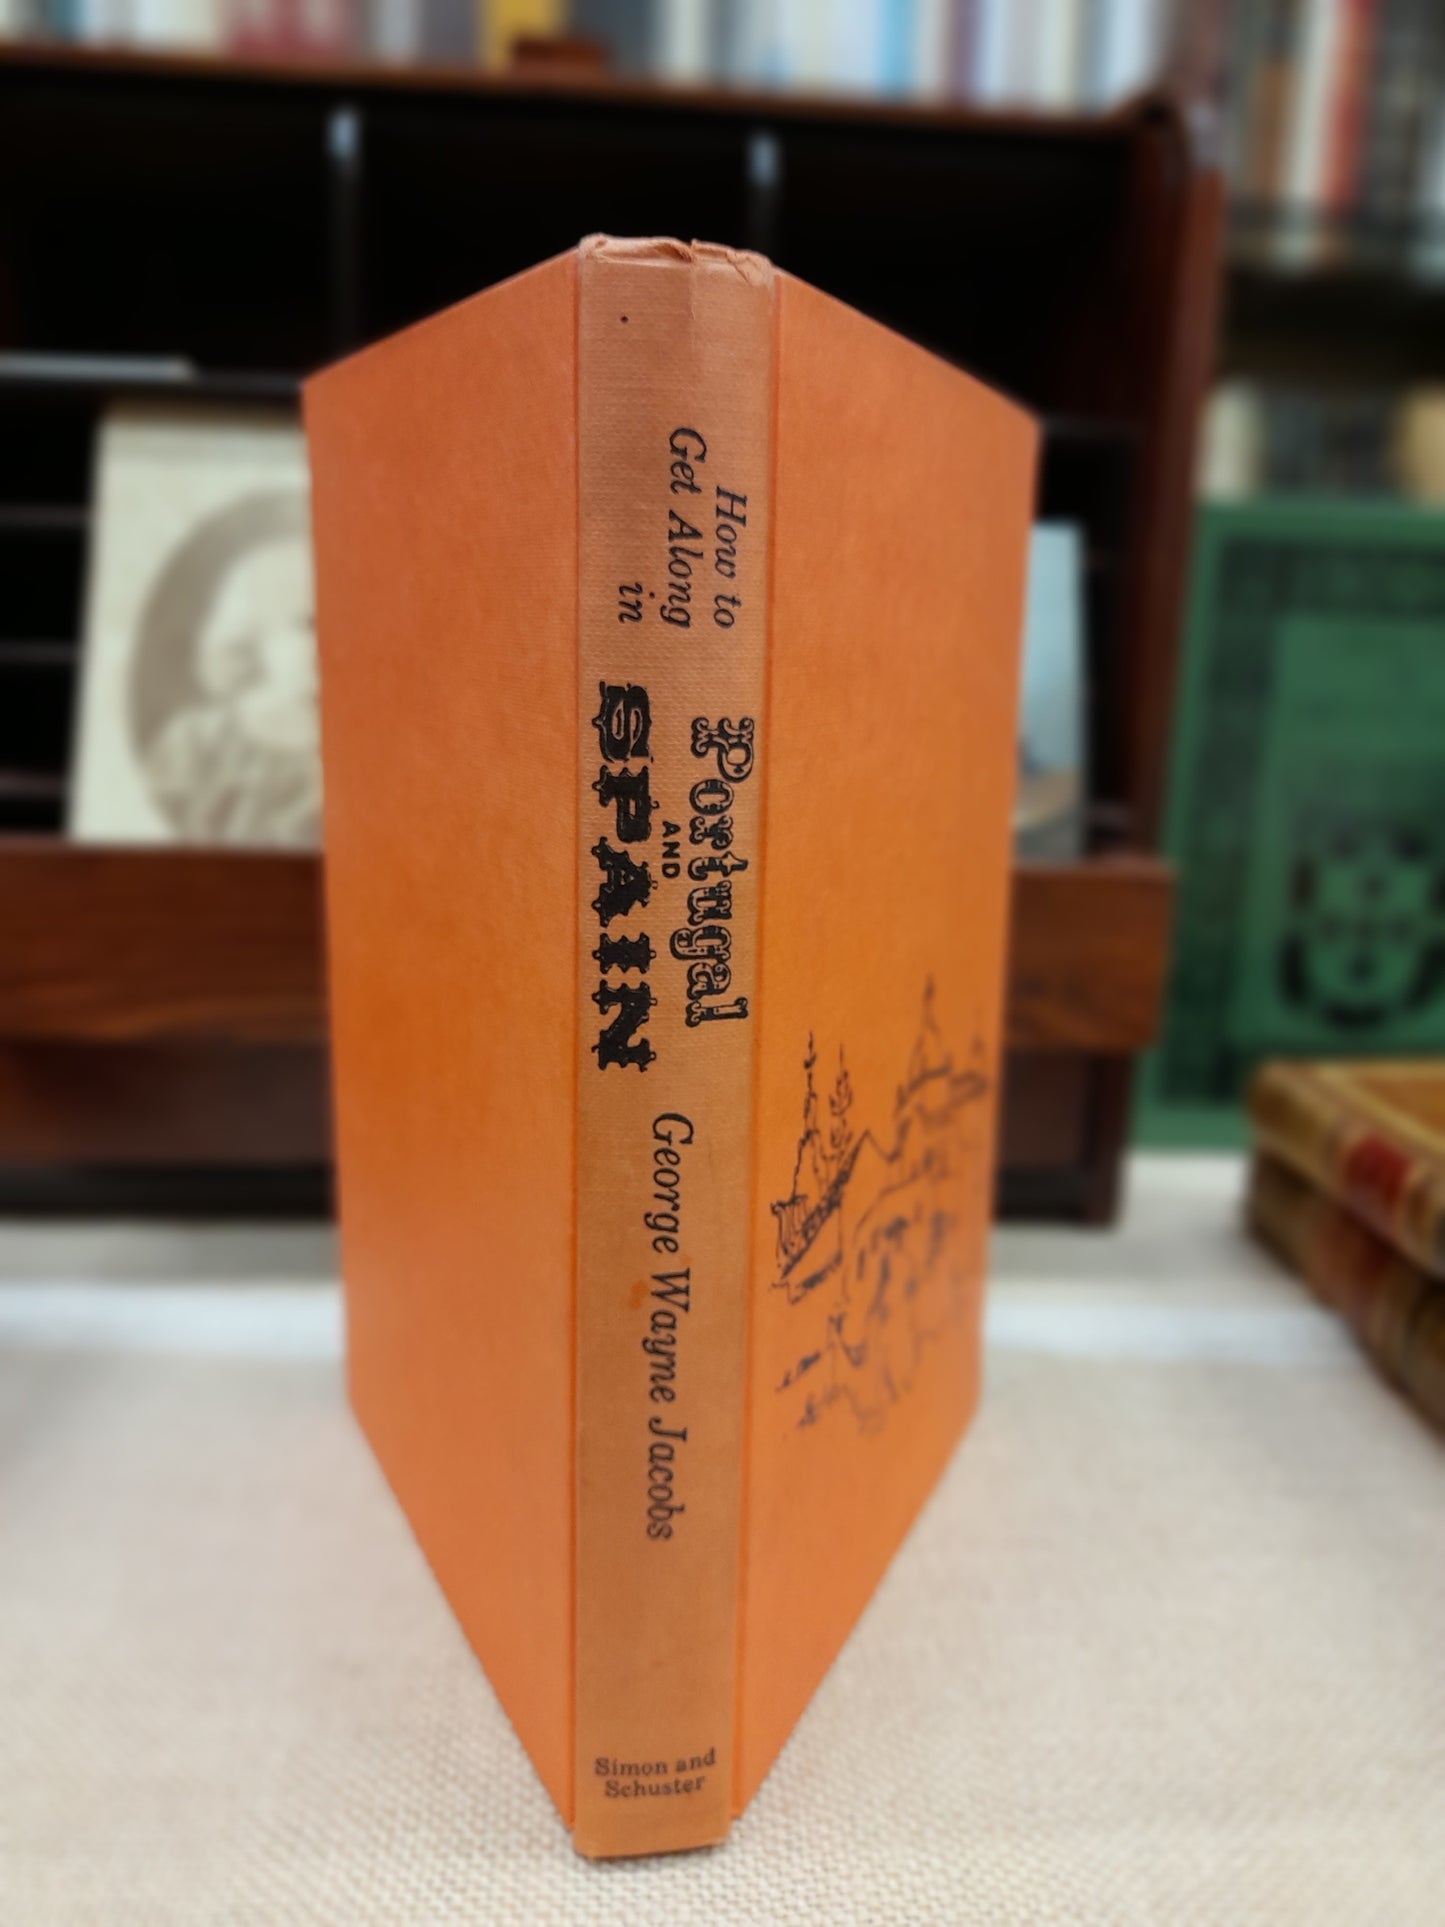 How to
Get Along
in
Portugal
AND
SPAIN
George Wayne Jacobs
Simon and
Schuster